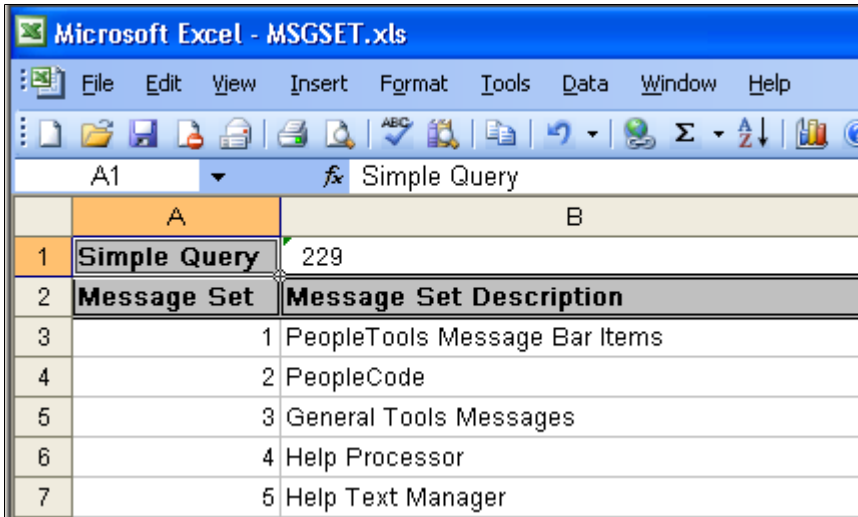 Microsoft Excel - MSGSET.xls
File Edit View Insert Format Tools Data Window Help
ABC Σ A Z
A1 fx Simple Query
A B
1 Simple Query 229
2 Message Set Message Set Description
3 1 PeopleTools Message Bar Items
4 2 PeopleCode
5 3 General Tools Messages
6 4 Help Processor
7 5 Help Text Manager